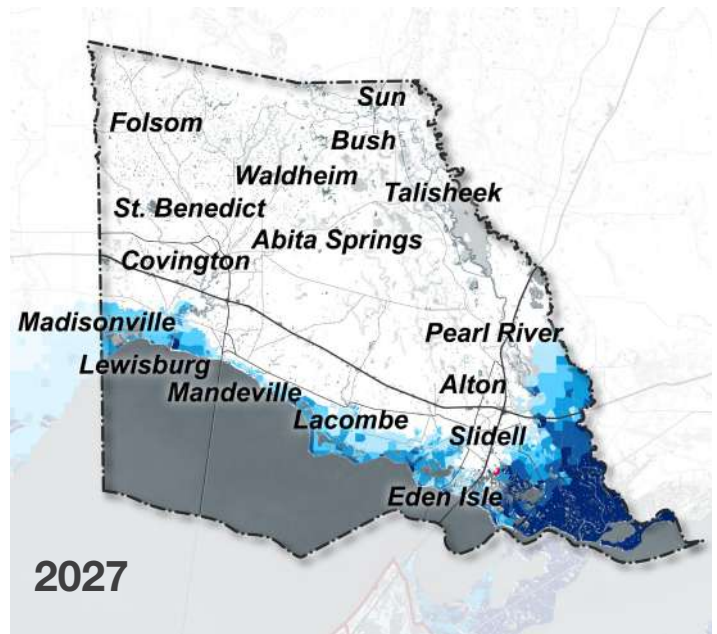 Sun
Folsom
Bush
Waldheim
Talisheek
St. Benedict
Abita Springs
Covington
Madisonville
Pearl River
Lewisburg
Mandeville
Alton
Lacombe
Slidell
Eden Isle
2027